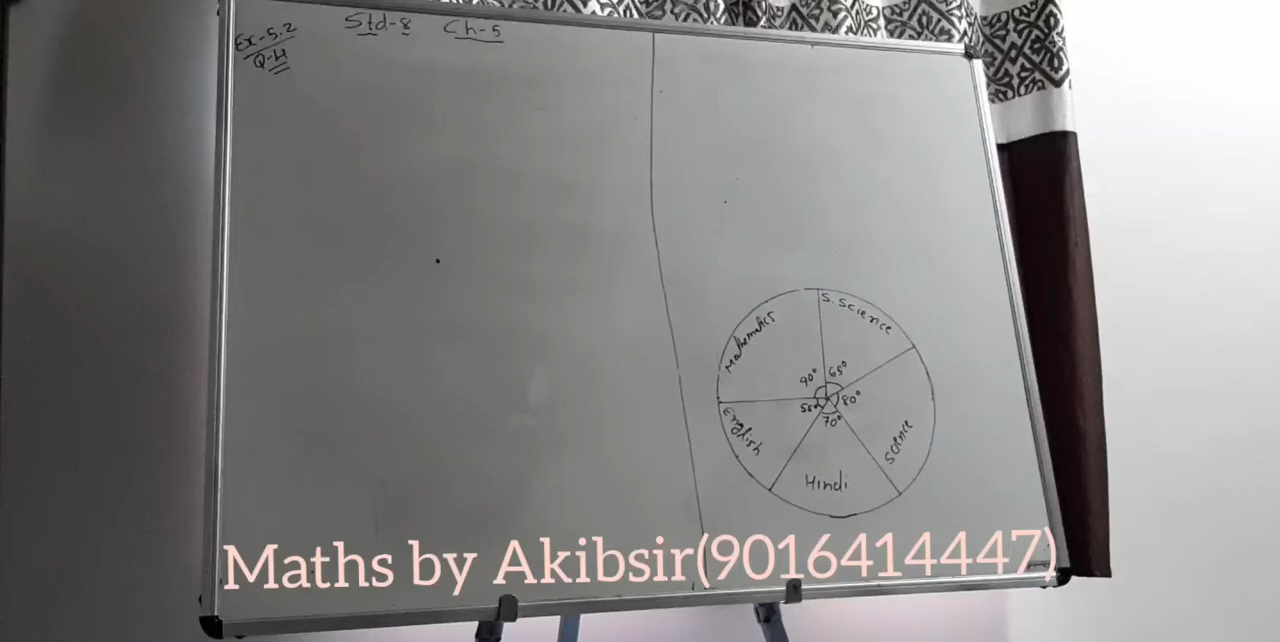 Ex-5.2
Q-4
Std-8 Ch-5
S. Science
Mathematics
90° 65°
55° 80°
70°
English
Science
Hindi
Maths by Akibsir(9016414447)